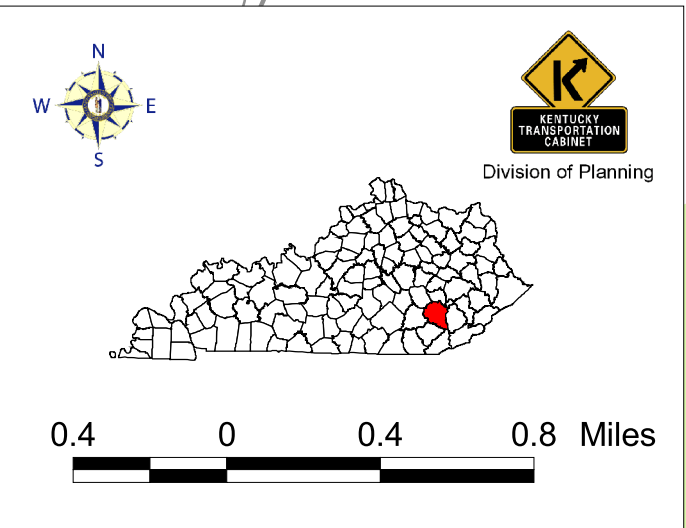 N
W E
S
KENTUCKY
TRANSPORTATION
CABINET
Division of Planning
0.4 0 0.4 0.8 Miles